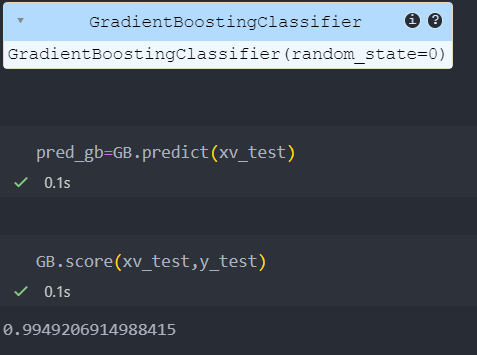 GradientBoostingClassifier
GradientBoostingClassifier(random_state=0)
pred_gb=GB.predict(xv_test)
0.1s
GB.score(xv_test,y_test)
0.1s
0.9949206914988415